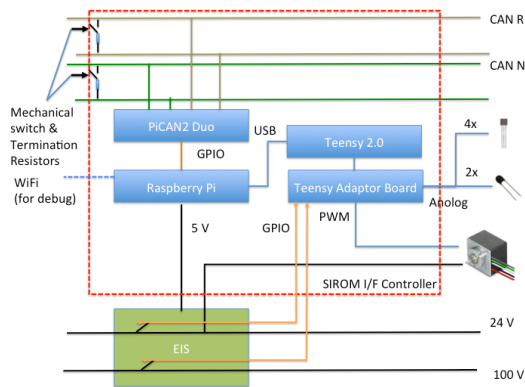 CAN R
CAN N
Mechanical
switch &
Termination
Resistors
PiCAN2 Duo
USB
Teensy 2.0
4x
GPIO
WiFi
(for debug)
Raspberry Pi
Teensy Adaptor Board
2x
Analog
5 V
GPIO
PWM
SIROM I/F Controller
24 V
EIS
100 V